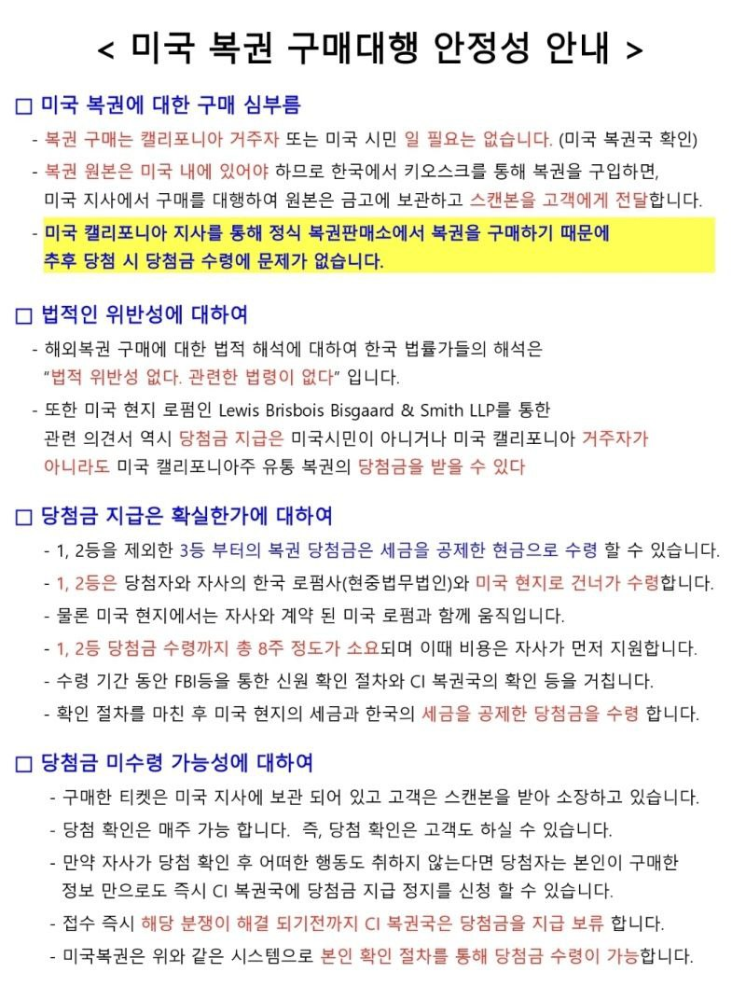 < 미국 복권 구매대행 안정성 안내 >
□ 미국 복권에 대한 구매 심부름
- 복권 구매는 캘리포니아 거주자 또는 미국 시민 일 필요는 없습니다. (미국 복권국 확인)
- 복권 원본은 미국 내에 있어야 하므로 한국에서 키오스크를 통해 복권을 구입하면,
미국 지사에서 구매를 대행하여 원본은 금고에 보관하고 스캔본을 고객에게 전달합니다.
- 미국 캘리포니아 지사를 통해 정식 복권판매소에서 복권을 구매하기 때문에
추후 당첨 시 당첨금 수령에 문제가 없습니다.
□ 법적인 위반성에 대하여
- 해외복권 구매에 대한 법적 해석에 대하여 한국 법률가들의 해석은
“법적 위반성 없다. 관련한 법령이 없다” 입니다.
- 또한 미국 현지 로펌인 Lewis Brisbois Bisgaard & Smith LLP를 통한
관련 의견서 역시 당첨금 지급은 미국시민이 아니거나 미국 캘리포니아 거주자가
아니라도 미국 캘리포니아주 유통 복권의 당첨금을 받을 수 있다
□ 당첨금 지급은 확실한가에 대하여
- 1, 2등을 제외한 3등 부터의 복권 당첨금은 세금을 공제한 현금으로 수령 할 수 있습니다.
- 1, 2등은 당첨자와 자사의 한국 로펌사(현중법무법인)와 미국 현지로 건너가 수령합니다.
- 물론 미국 현지에서는 자사와 계약 된 미국 로펌과 함께 움직입니다.
- 1, 2등 당첨금 수령까지 총 8주 정도가 소요되며 이때 비용은 자사가 먼저 지원합니다.
- 수령 기간 동안 FBI등을 통한 신원 확인 절차와 CI 복권국의 확인 등을 거칩니다.
- 확인 절차를 마친 후 미국 현지의 세금과 한국의 세금을 공제한 당첨금을 수령 합니다.
□ 당첨금 미수령 가능성에 대하여
- 구매한 티켓은 미국 지사에 보관 되어 있고 고객은 스캔본을 받아 소장하고 있습니다.
- 당첨 확인은 매주 가능 합니다. 즉, 당첨 확인은 고객도 하실 수 있습니다.
- 만약 자사가 당첨 확인 후 어떠한 행동도 취하지 않는다면 당첨자는 본인이 구매한
정보 만으로도 즉시 CI 복권국에 당첨금 지급 정지를 신청 할 수 있습니다.
- 접수 즉시 해당 분쟁이 해결 되기전까지 CI 복권국은 당첨금을 지급 보류 합니다.
- 미국복권은 위와 같은 시스템으로 본인 확인 절차를 통해 당첨금 수령이 가능합니다.